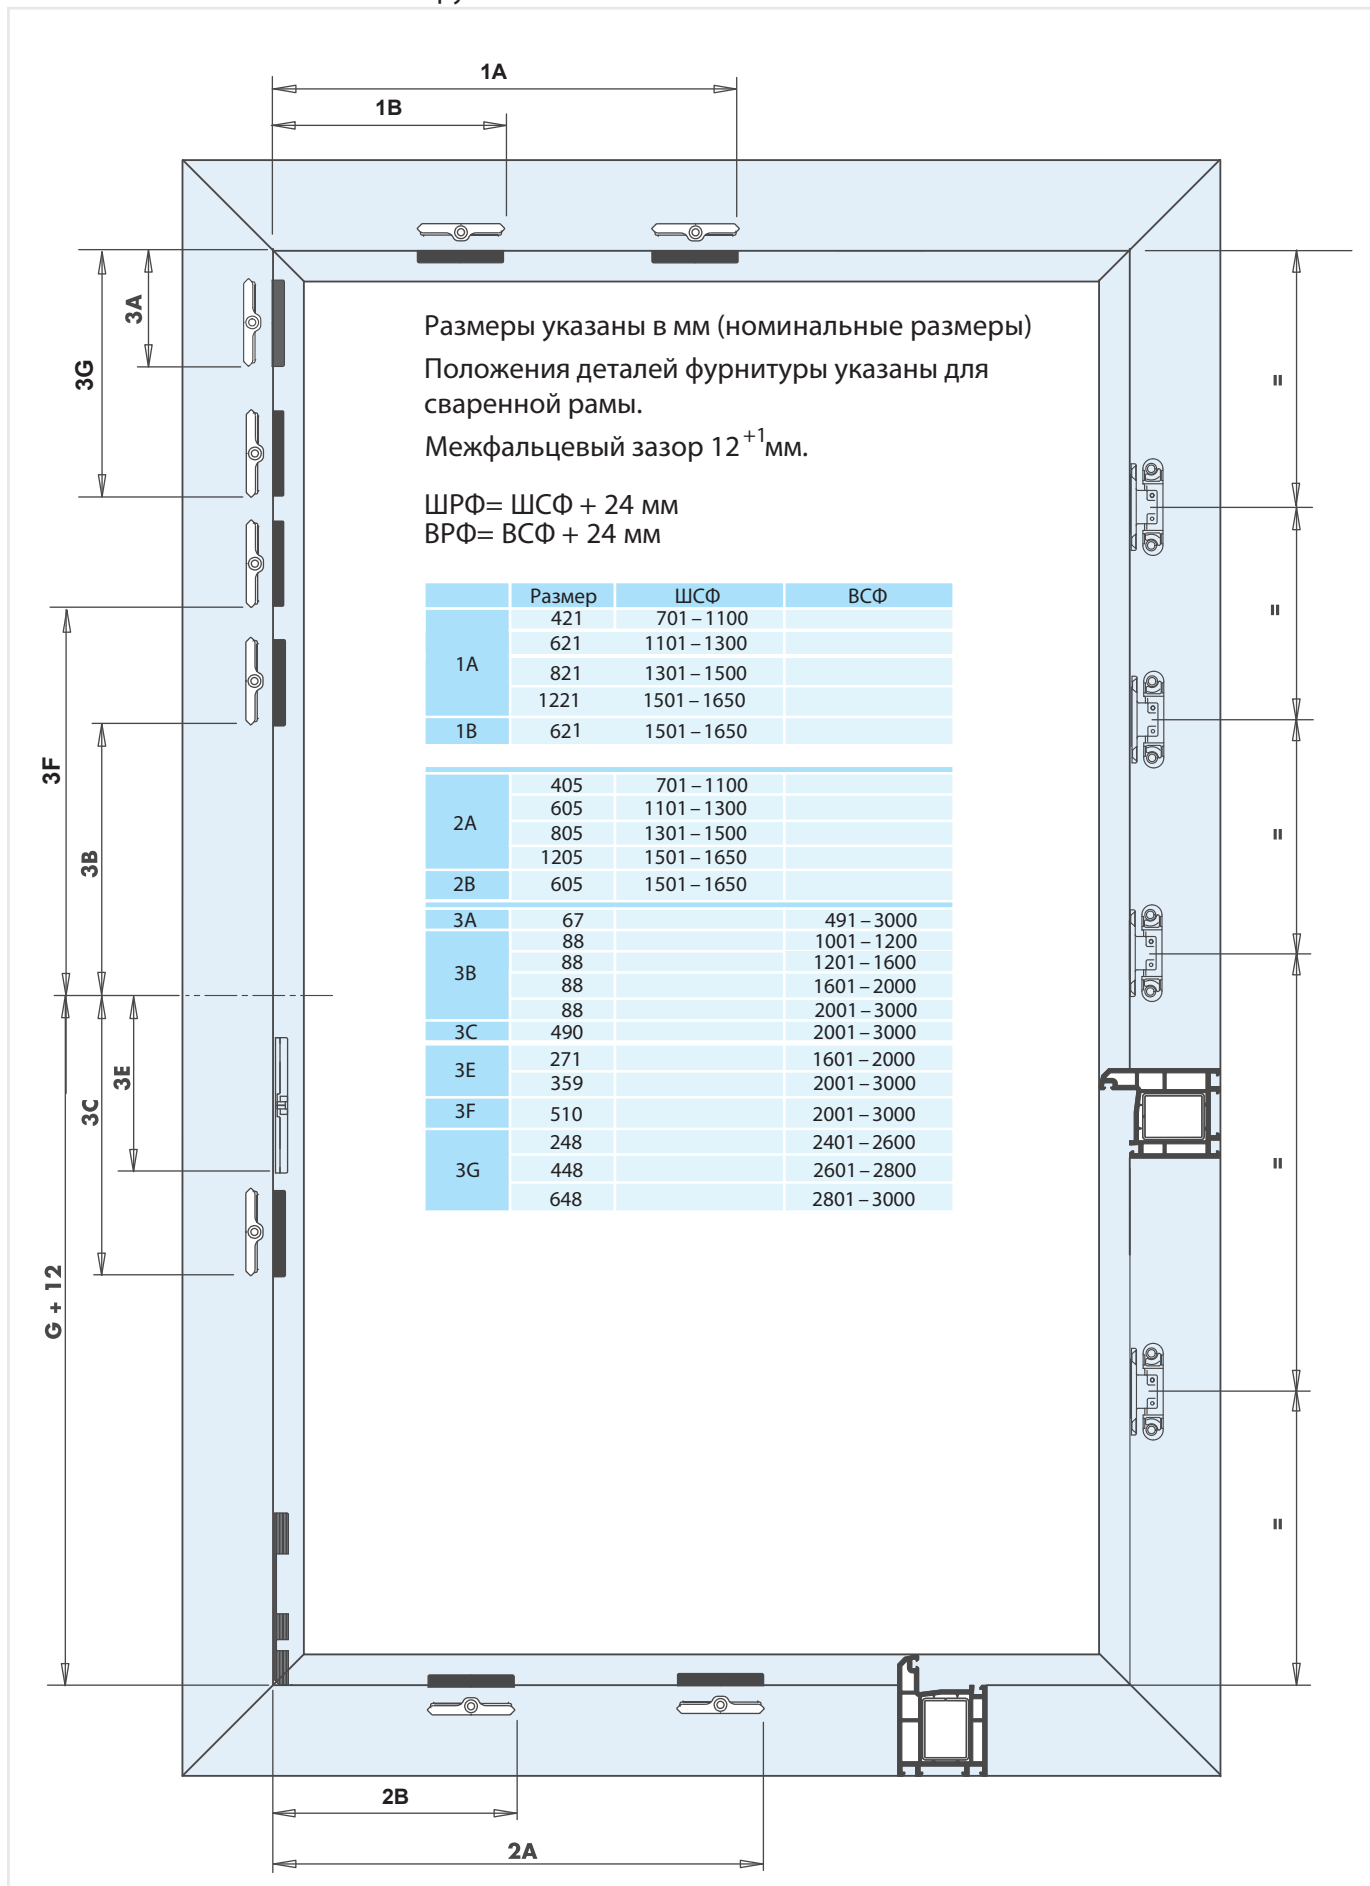 1A
1B
3A
3G
Размеры указаны в мм (номинальные размеры)
Положения деталей фурнитуры указаны для
сваренной рамы.
Межфальцевый зазор 12+1мм.
ШРФ= ШСФ + 24 мм
ВРФ= ВСФ + 24 мм
Размер ШСФ ВСФ
1A
421 701 – 1100
621 1101 – 1300
821 1301 – 1500
1221 1501 – 1650
1B 621 1501 – 1650
2A
405 701 – 1100
605 1101 – 1300
805 1301 – 1500
1205 1501 – 1650
2B 605 1501 – 1650
3A 67 491 – 3000
3B
88 1001 – 1200
88 1201 – 1600
88 1601 – 2000
88 2001 – 3000
3C 490 2001 – 3000
3E
271 1601 – 2000
359 2001 – 3000
3F 510 2001 – 3000
3G
248 2401 – 2600
448 2601 – 2800
648 2801 – 3000
3F
3B
3E
3C
G + 12
=
=
=
=
=
2B
2A